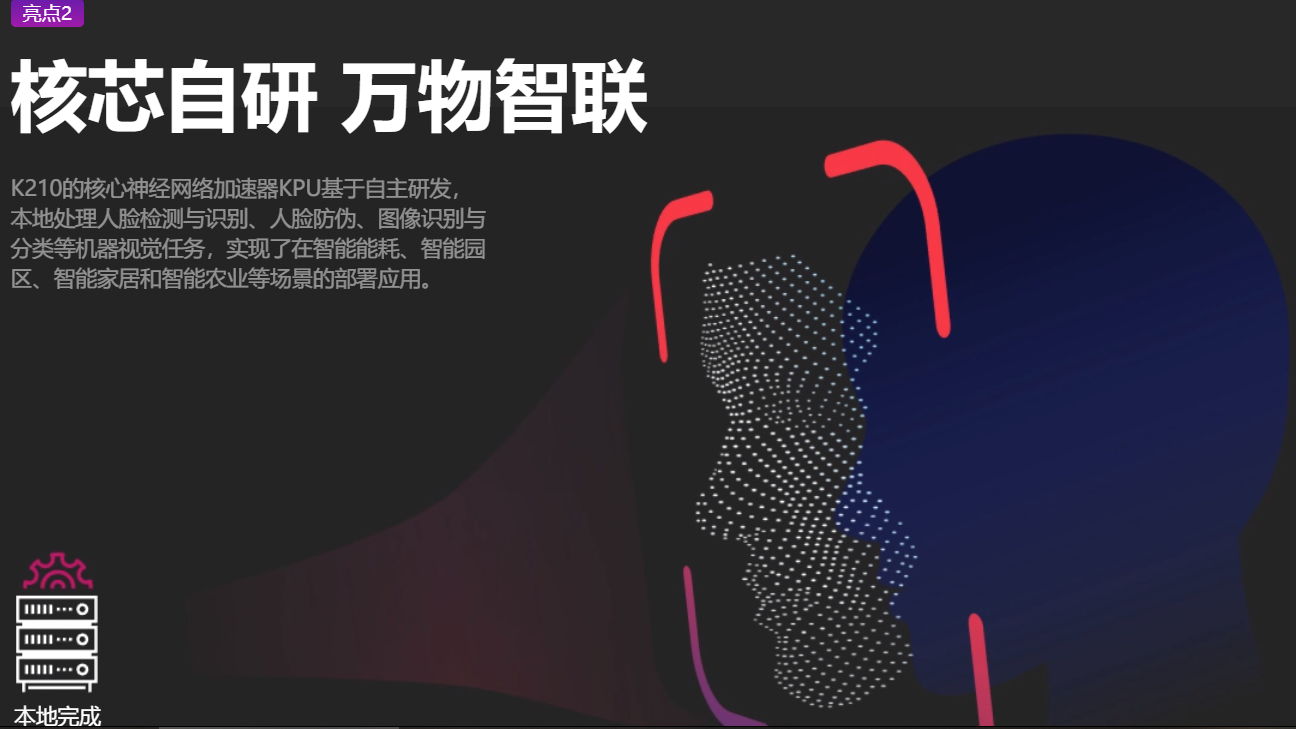 亮点2
核芯自研 万物智联
K210的核心神经网络加速器KPU基于自主研发，
本地处理人脸检测与识别、人脸防伪、图像识别与
分类等机器视觉任务，实现了在智能能耗、智能园
区、智能家居和智能农业等场景的部署应用。
本地完成